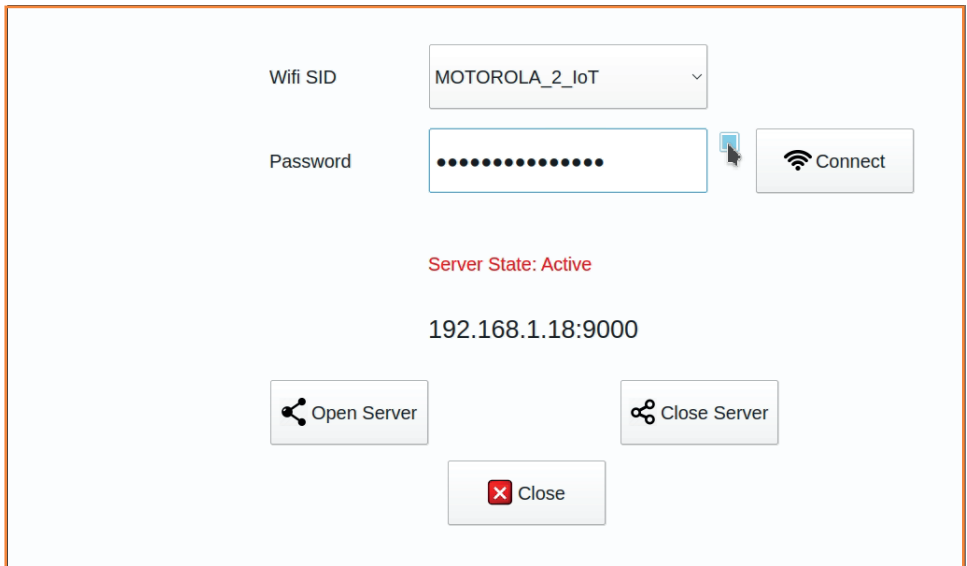 Wifi SID
MOTOROLA_2_IoT
Password
●●●●●●●●●●●●●●●
Connect
Server State: Active
192.168.1.18:9000
Open Server
Close Server
Close